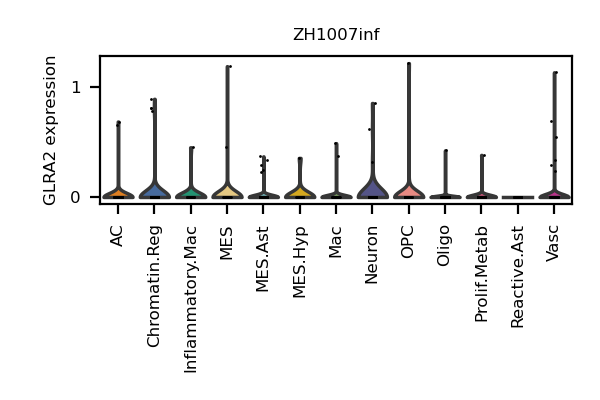 ZH1007inf
GLRA2 expression
1
0
AC
Chromatin.Reg
Inflammatory.Mac
MES
MES.Ast
MES.Hyp
Mac
Neuron
OPC
Oligo
Prolif.Metab
Reactive.Ast
Vasc